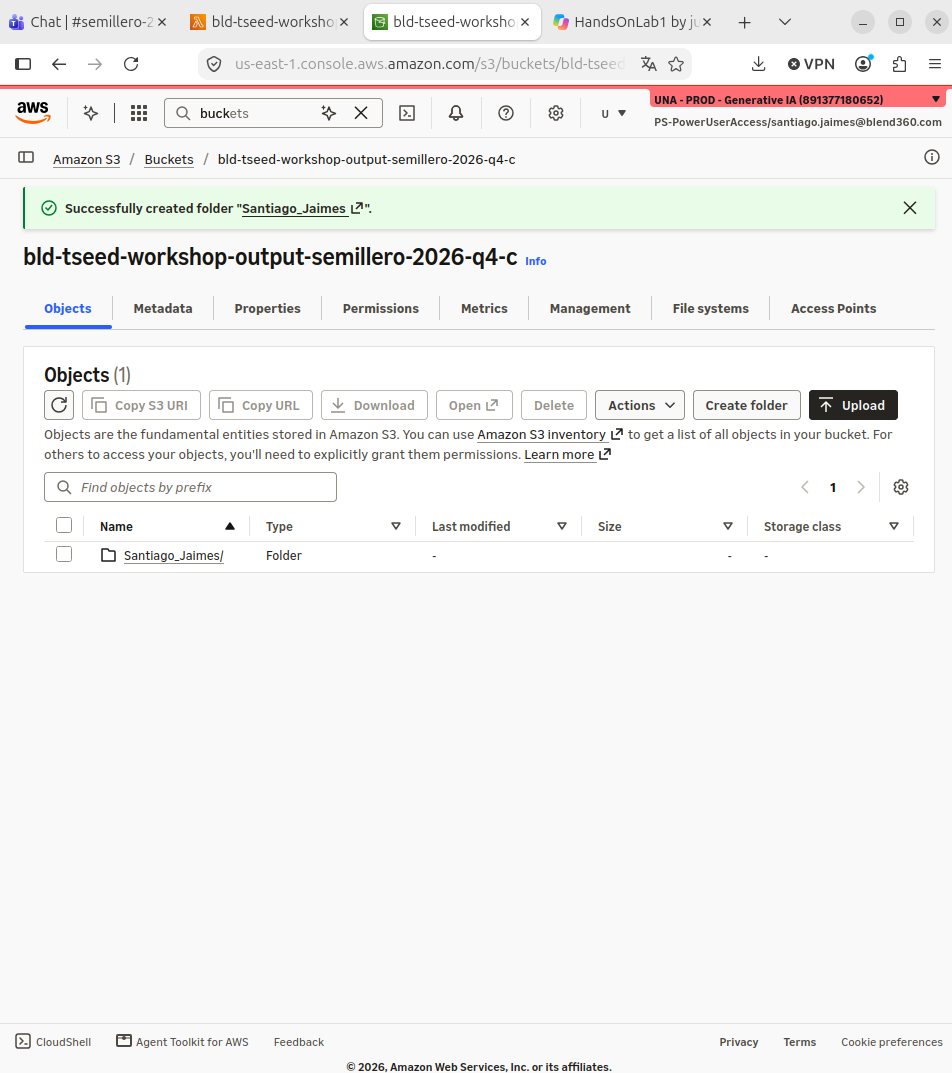 Chat | #semillero-2
bld-tseed-workshop
bld-tseed-workshop
HandsOnLab1 by ju
us-east-1.console.aws.amazon.com/s3/buckets/bld-tseed
VPN
aws
buckets
U
UNA - PROD - Generative IA (891377180652)
PS-PowerUserAccess/santiago.jaimes@blend360.com
Amazon S3 / Buckets / bld-tseed-workshop-output-semillero-2026-q4-c
Successfully created folder "Santiago_Jaimes".
bld-tseed-workshop-output-semillero-2026-q4-c Info
Objects Metadata Properties Permissions Metrics Management File systems Access Points
Objects (1)
Copy S3 URI Copy URL Download Open Delete Actions Create folder Upload
Objects are the fundamental entities stored in Amazon S3. You can use Amazon S3 inventory to get a list of all objects in your bucket. For
others to access your objects, you'll need to explicitly grant them permissions. Learn more
Find objects by prefix
1
Name Type Last modified Size Storage class
Santiago_Jaimes/ Folder - - -
CloudShell Agent Toolkit for AWS Feedback Privacy Terms Cookie preferences
© 2026, Amazon Web Services, Inc. or its affiliates.